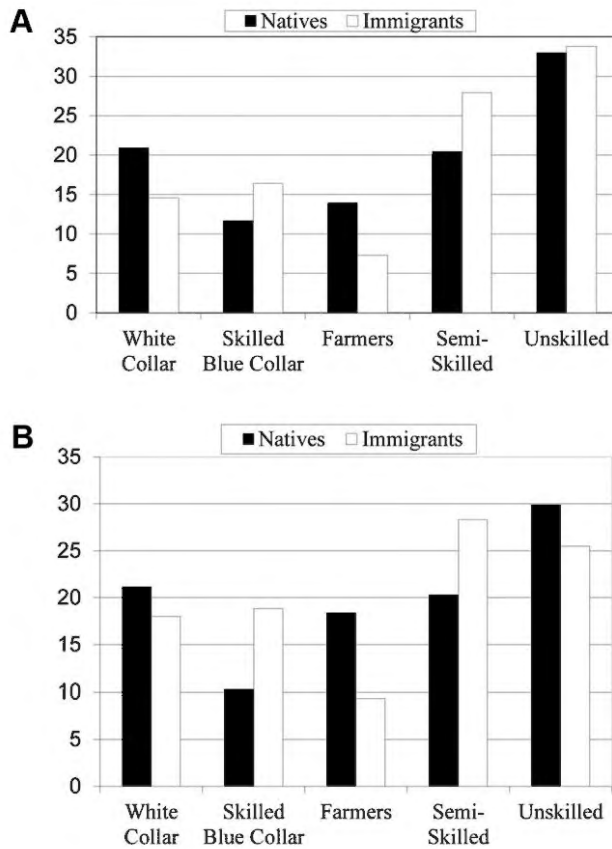 A
Natives Immigrants
35
30
25
20
15
10
5
0
White Collar
Skilled Blue Collar
Farmers
Semi-Skilled
Unskilled
B
Natives Immigrants
35
30
25
20
15
10
5
0
White Collar
Skilled Blue Collar
Farmers
Semi-Skilled
Unskilled